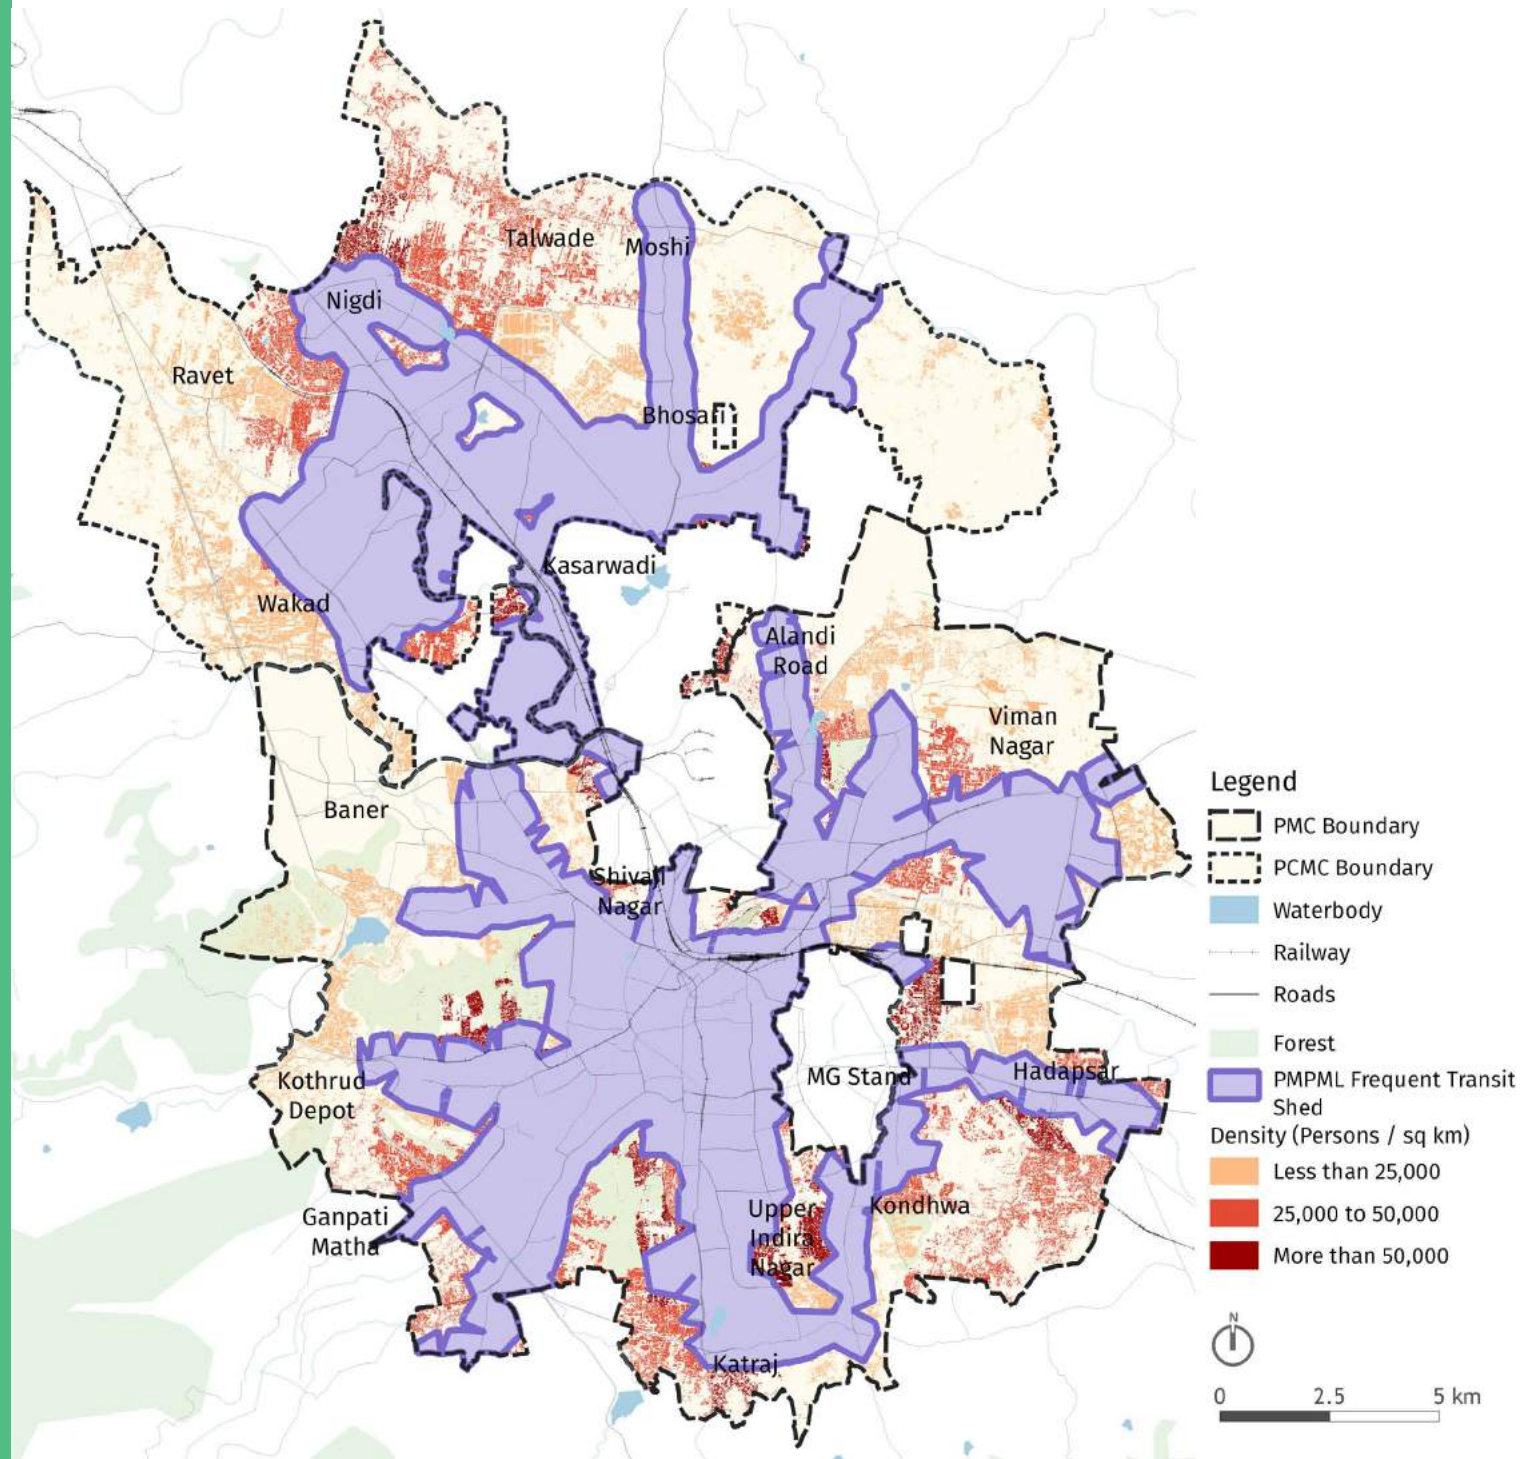 Talwade
Moshi
Nigdi
Ravet
Bhosari
Kasarwadi
Wakad
Alandi
Road
Viman
Nagar
Baner
Shivaji
Nagar
MG Stand
Hadapsar
Kothrud
Depot
Ganpati
Matha
Upper
Indira
Nagar
Kondhwa
Katraj
Legend
PMC Boundary
PCMC Boundary
Waterbody
Railway
Roads
Forest
PMPML Frequent Transit
Shed
Density (Persons / sq km)
Less than 25,000
25,000 to 50,000
More than 50,000
N
0 2.5 5 km